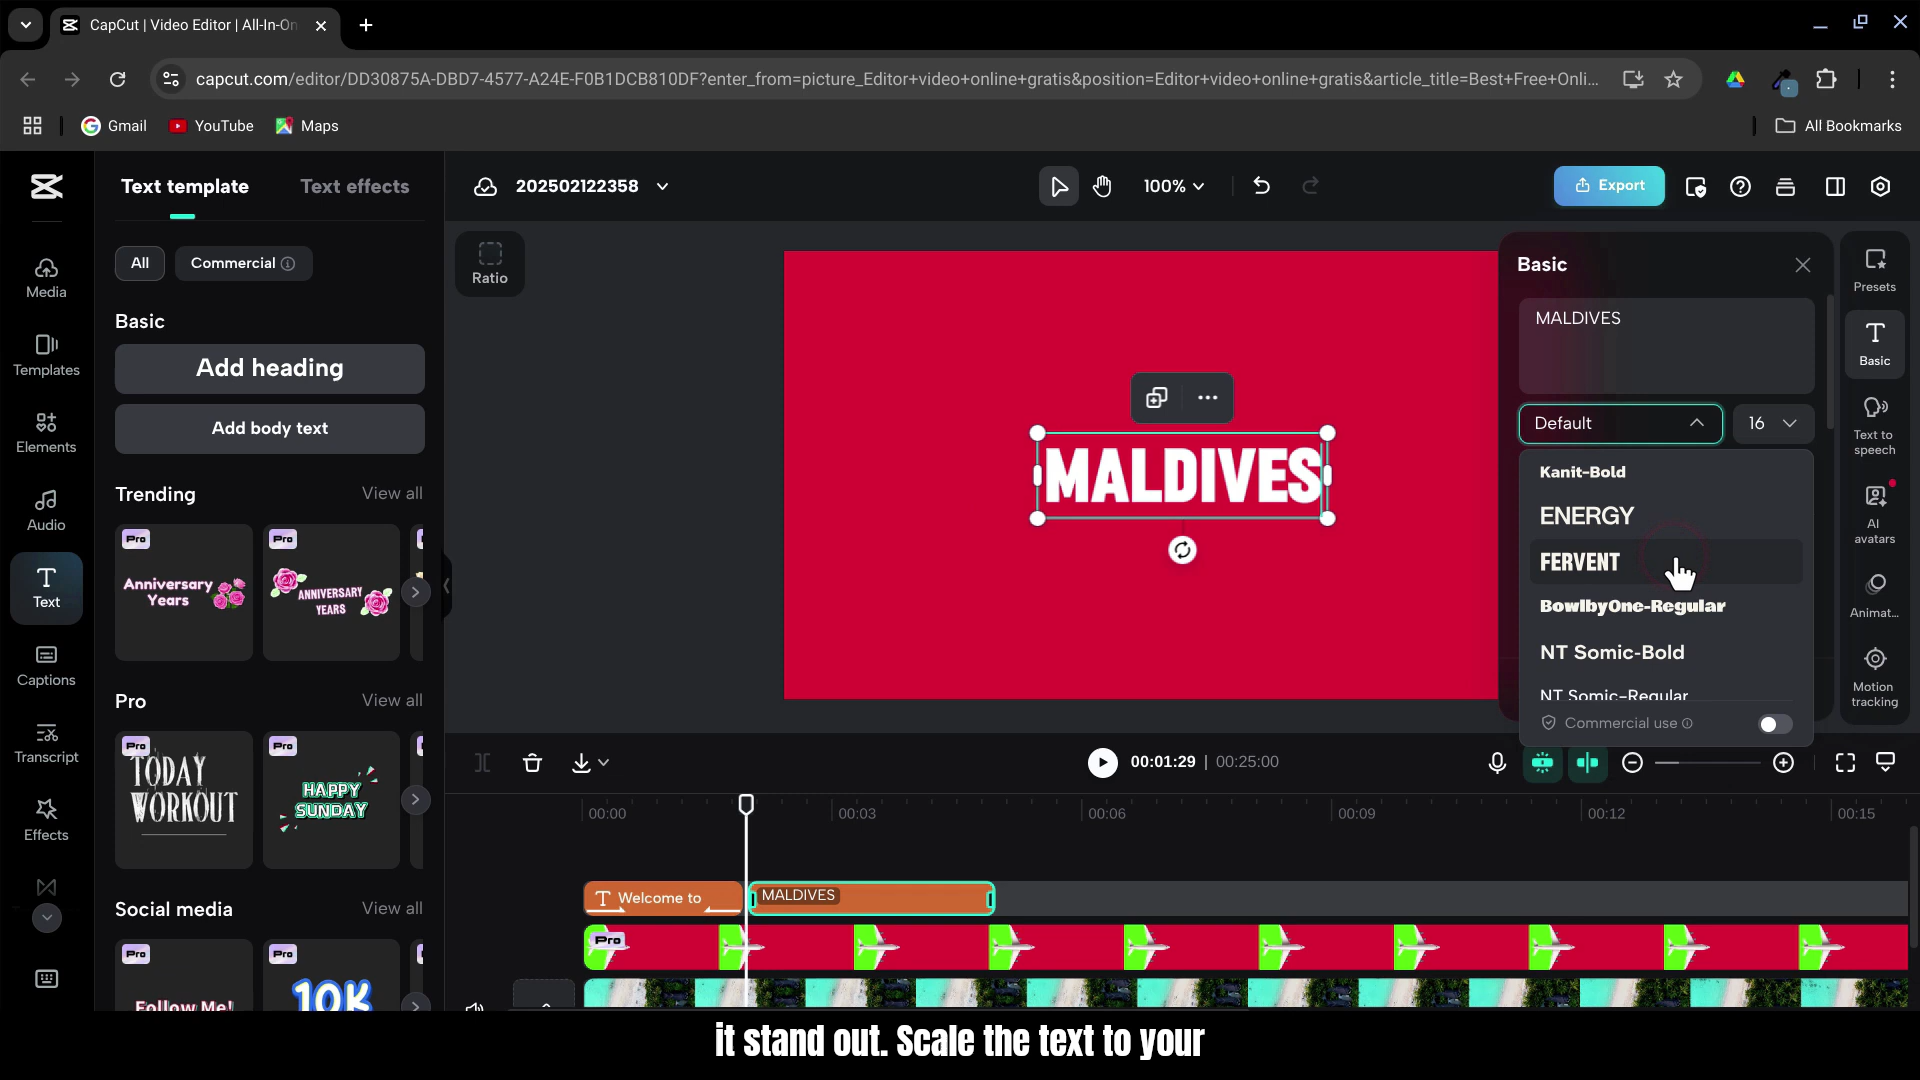 CapCut | Video Editor | All-In-On
capcut.com/editor/DD30875A-DBD7-4577-A24E-F0B1DCB810DF?enter_from=picture_Editor+video+online+gratis&position=Editor+video+online+gratis&article_title=Best+Free+Onli...
Gmail
YouTube
Maps
All Bookmarks
Text template
Text effects
202502122358
100%
Export
All
Commercial
Ratio
Basic
Presets
Media
Basic
MALDIVES
Add heading
Templates
Basic
Add body text
Default
16
Elements
Text to speech
Kanit-Bold
Trending
View all
MALDIVES
ENERGY
Audio
AI avatars
Pro
Pro
FERVENT
Anniversary Years
ANNIVERSARY YEARS
Text
BowlbyOne-Regular
Animat...
NT Somic-Bold
Captions
Pro
View all
NT Somic-Regular
Motion tracking
Commercial use
Transcript
Pro
Pro
TODAY WORKOUT
HAPPY SUNDAY
00:01:29 | 00:25:00
00:00
00:03
00:06
00:09
00:12
00:15
Effects
Welcome to
MALDIVES
Social media
View all
Pro
Pro
Pro
Follow Me!
10K
it stand out. Scale the text to your